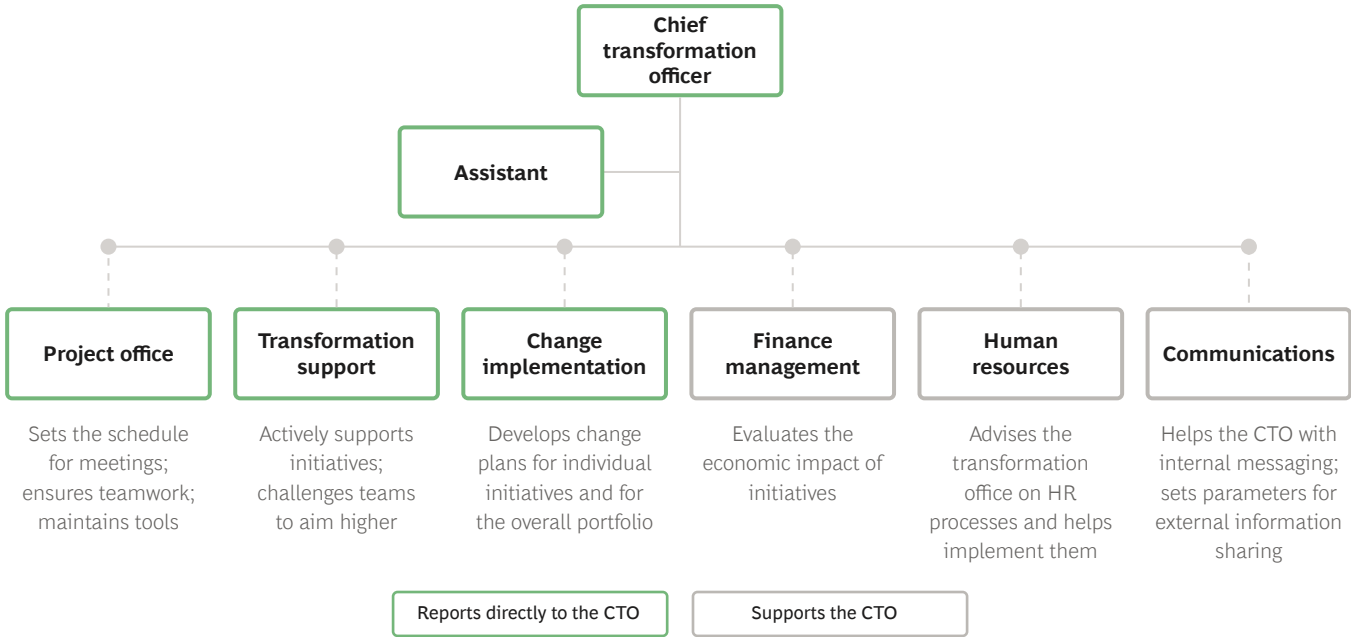 Chief
transformation
officer
Assistant
Project office
Transformation
support
Change
implementation
Finance
management
Human
resources
Communications
Sets the schedule
for meetings;
ensures teamwork;
maintains tools
Actively supports
initiatives;
challenges teams
to aim higher
Develops change
plans for individual
initiatives and for
the overall portfolio
Evaluates the
economic impact of
initiatives
Advises the
transformation
office on HR
processes and helps
implement them
Helps the CTO with
internal messaging;
sets parameters for
external information
sharing
Reports directly to the CTO
Supports the CTO